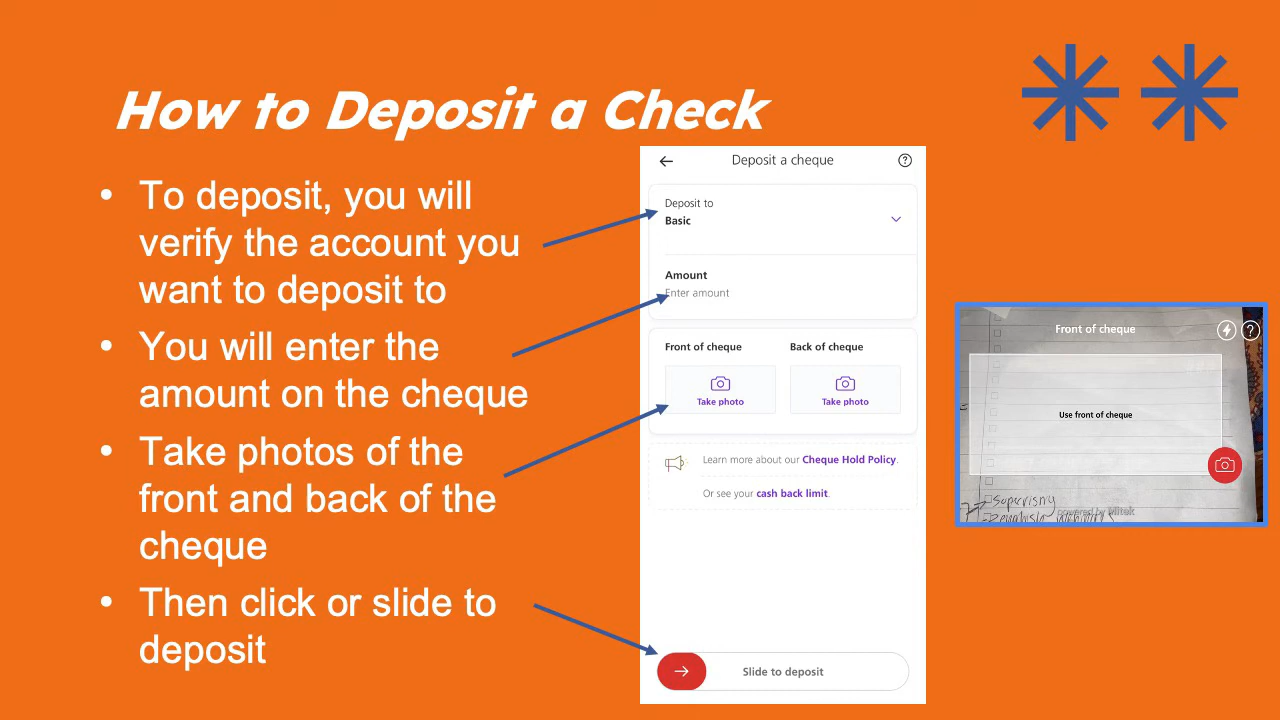 How to Deposit a Check
• To deposit, you will
verify the account you
want to deposit to
• You will enter the
amount on the cheque
• Take photos of the
front and back of the
cheque
• Then click or slide to
deposit
Deposit a cheque
Deposit to
Basic
Amount
Enter amount
Front of cheque Back of cheque
Take photo Take photo
Learn more about our Cheque Hold Policy.
Or see your cash back limit.
Slide to deposit
Front of cheque
Use front of cheque
powered by Mitek